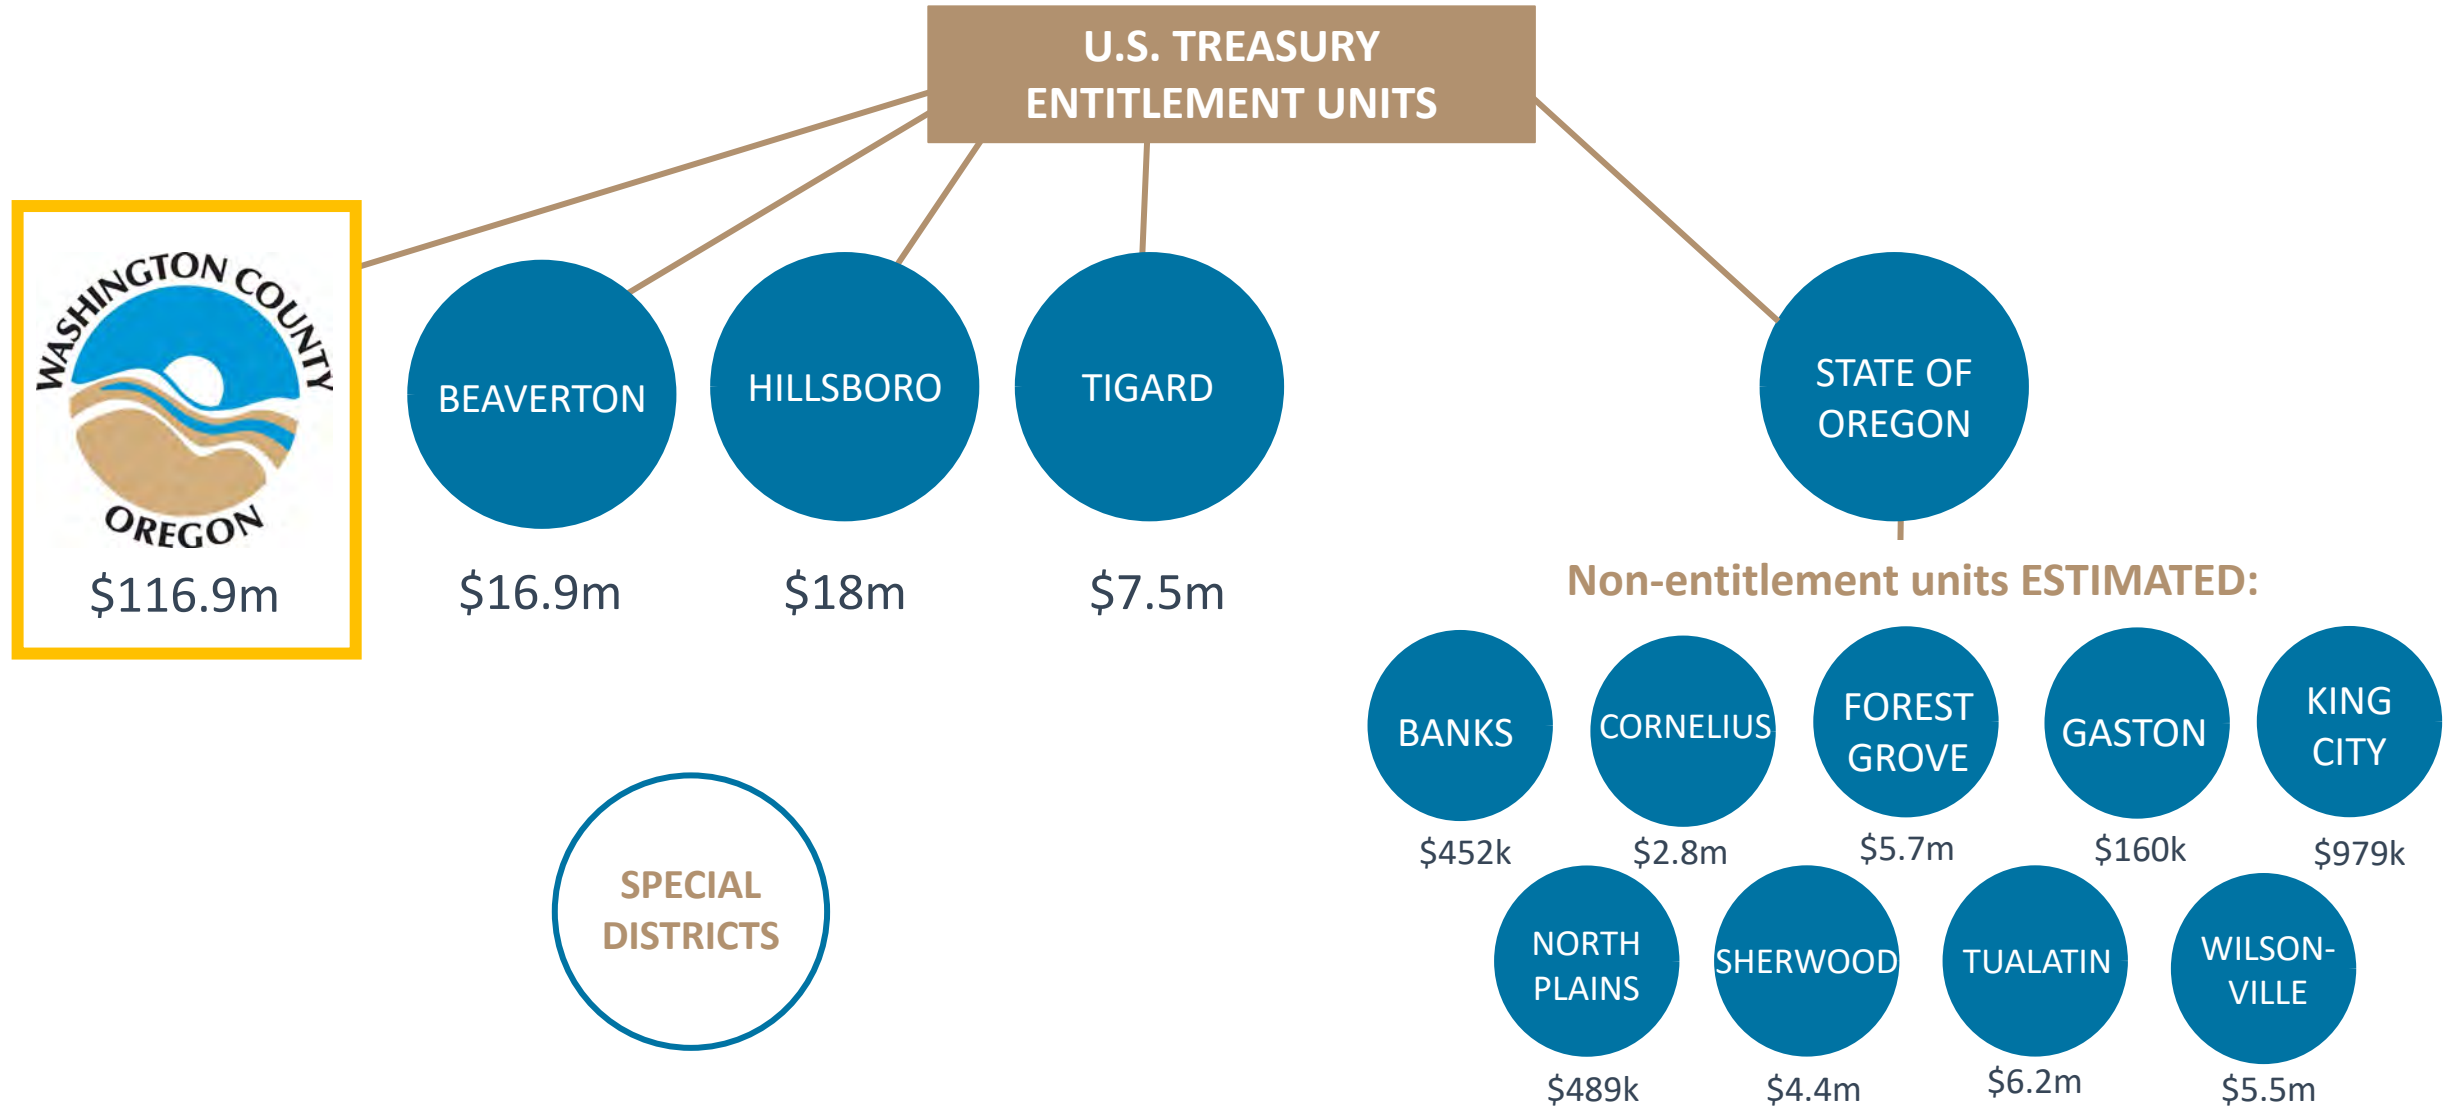 U.S. TREASURY
ENTITLEMENT UNITS
WASHINGTON COUNTY
OREGON
$116.9m
BEAVERTON
$16.9m
HILLSBORO
$18m
TIGARD
$7.5m
STATE OF
OREGON
Non-entitlement units ESTIMATED:
BANKS
$452k
CORNELIUS
$2.8m
FOREST
GROVE
$5.7m
GASTON
$160k
KING
CITY
$979k
SPECIAL
DISTRICTS
NORTH
PLAINS
$489k
SHERWOOD
$4.4m
TUALATIN
$6.2m
WILSON-
VILLE
$5.5m